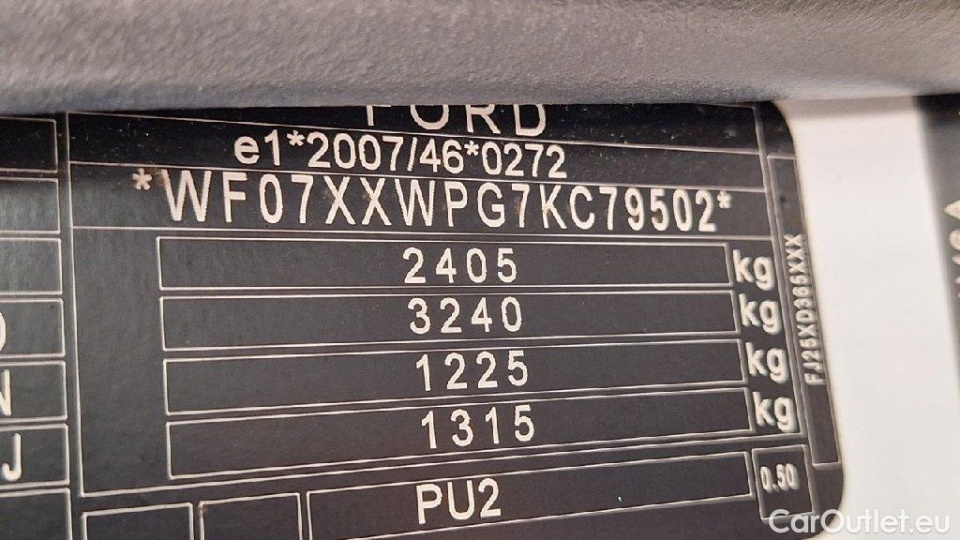 FORD
e1*2007/46*0272
*WF07XXWPG7KC79502*
2405 kg
3240 kg
1225 kg
1315 kg
N
J
PU2
0.50
FJ25XD365XXX
CarOutlet.eu